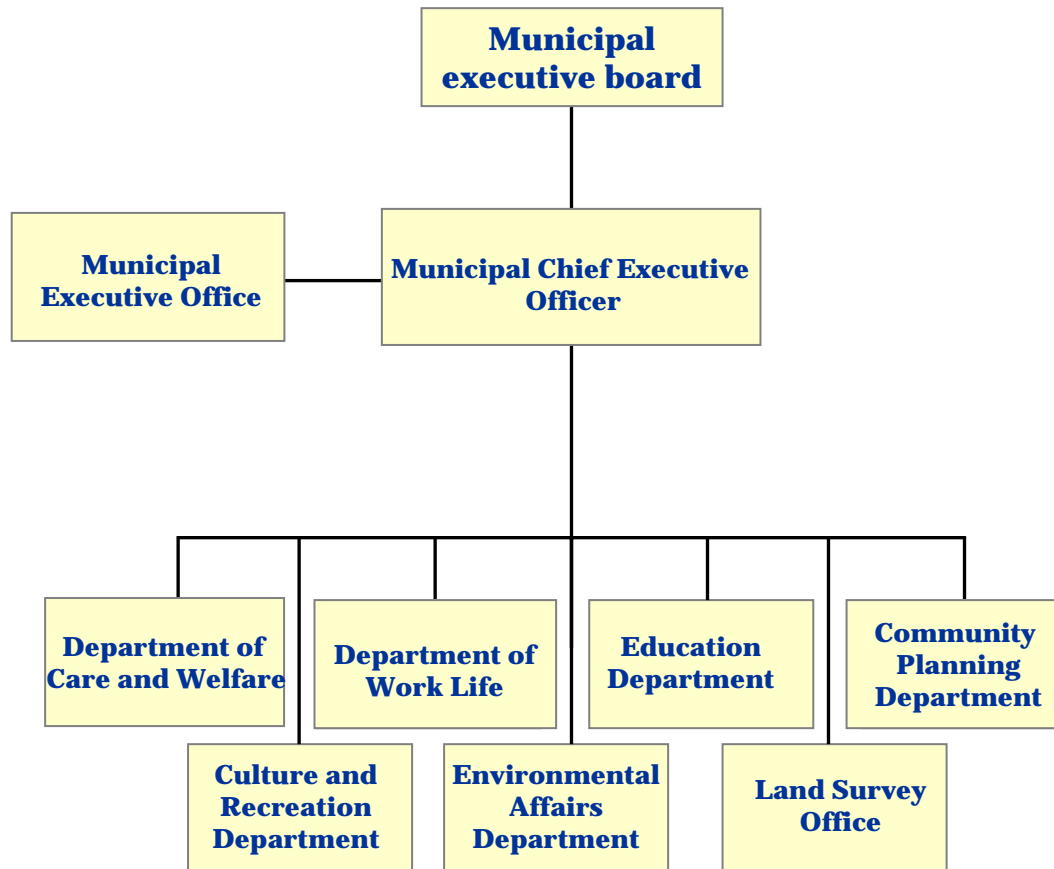 Municipal
executive board
Municipal
Executive Office
Municipal Chief Executive
Officer
Department of
Care and Welfare
Department of
Work Life
Education
Department
Community
Planning
Department
Culture and
Recreation
Department
Environmental
Affairs
Department
Land Survey
Office